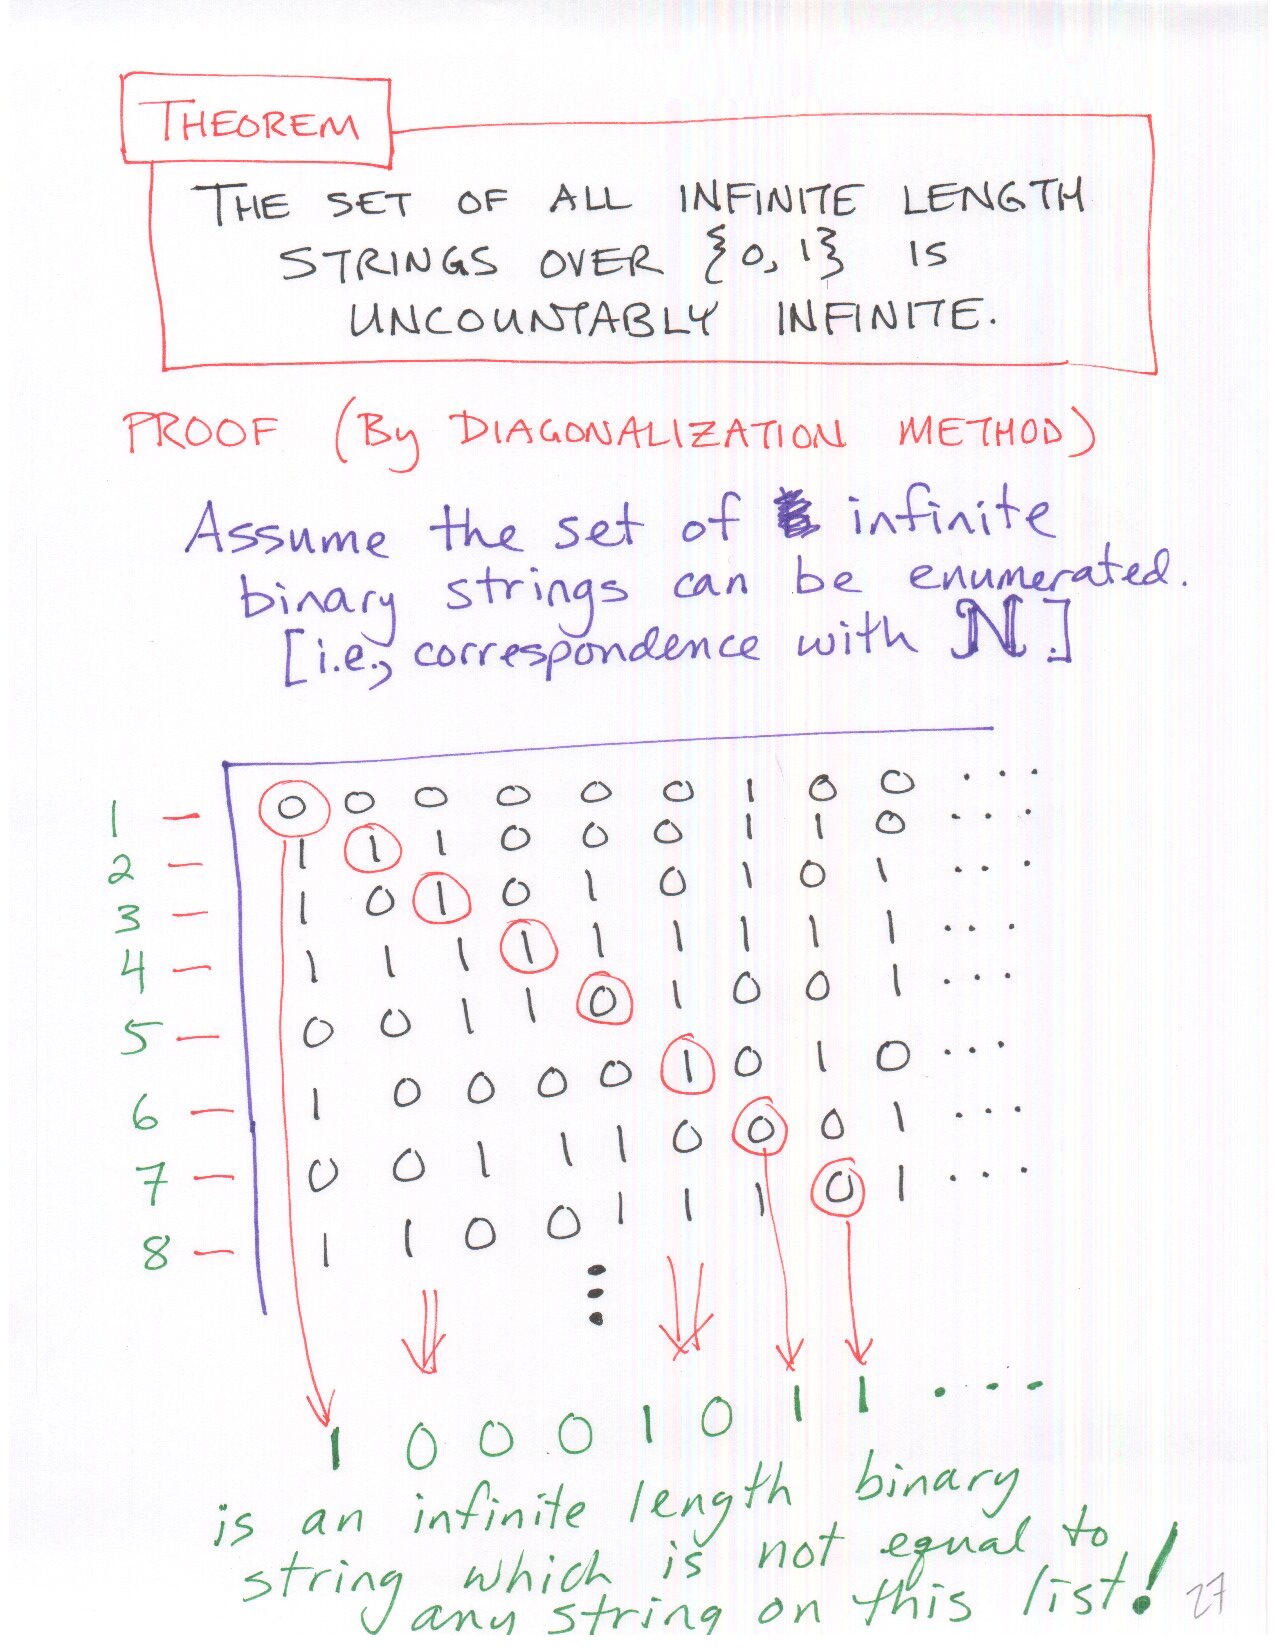 THEOREM
THE SET OF ALL INFINITE LENGTH
STRINGS OVER {0, 1} IS
UNCOUNTABLY INFINITE.
PROOF (By DIAGONALIZATION METHOD)
Assume the set of infinite
binary strings can be enumerated.
[i.e., correspondence with ℕ.]
1 — 0 0 0 0 0 0 1 0 0 ...
2 — 1 1 1 0 0 0 1 1 0 ...
3 — 1 0 1 0 1 0 1 0 1 ...
4 — 1 1 1 1 1 1 1 1 1 ...
5 — 0 0 1 1 0 1 0 0 1 ...
6 — 1 0 0 0 0 1 0 1 0 ...
7 — 0 0 1 1 1 0 0 0 1 ...
8 — 1 1 0 0 1 1 1 0 1 ...
1 0 0 0 1 0 1 1 ...
is an infinite length binary
string which is not equal to
any string on this list!
27